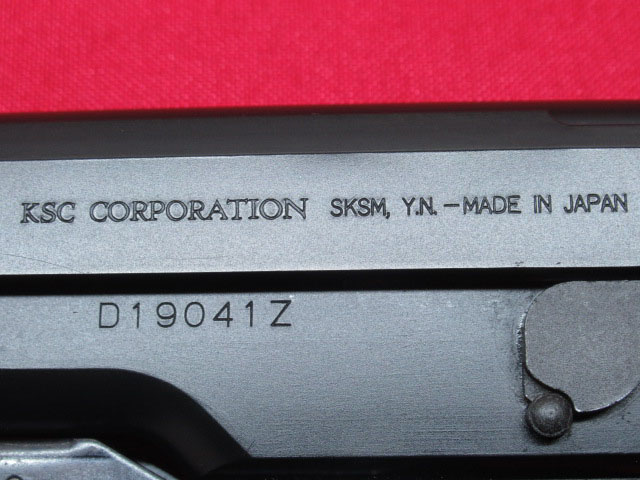 KSC CORPORATION SKSM, Y.N. – MADE IN JAPAN
D19041Z